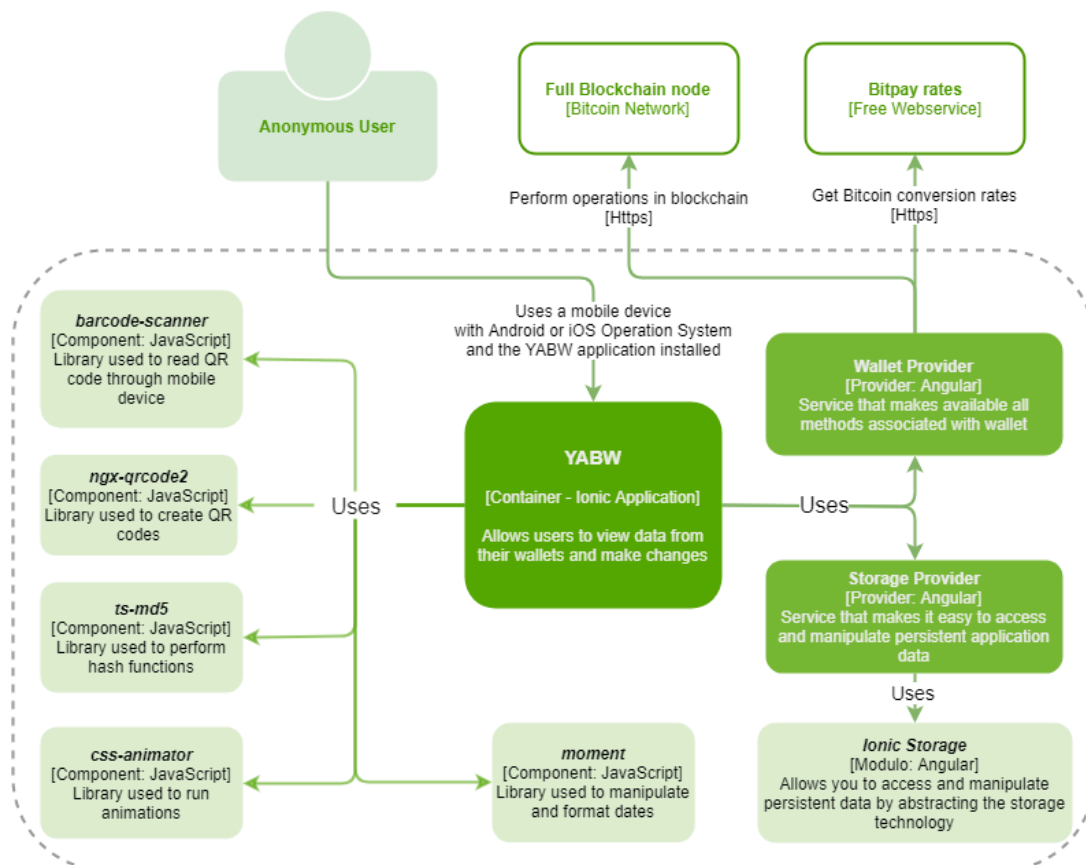 Anonymous User
Full Blockchain node
[Bitcoin Network]
Bitpay rates
[Free Webservice]
Perform operations in blockchain
[Https]
Get Bitcoin conversion rates
[Https]
Uses a mobile device
with Android or iOS Operation System
and the YABW application installed
barcode-scanner
[Component: JavaScript]
Library used to read QR
code through mobile
device
ngx-qrcode2
[Component: JavaScript]
Library used to create QR
codes
ts-md5
[Component: JavaScript]
Library used to perform
hash functions
css-animator
[Component: JavaScript]
Library used to run
animations
Uses
YABW
[Container - Ionic Application]
Allows users to view data from
their wallets and make changes
Uses
Wallet Provider
[Provider: Angular]
Service that makes available all
methods associated with wallet
Storage Provider
[Provider: Angular]
Service that makes it easy to access
and manipulate persistent application
data
Uses
moment
[Component: JavaScript]
Library used to manipulate
and format dates
Ionic Storage
[Modulo: Angular]
Allows you to access and manipulate
persistent data by abstracting the storage
technology